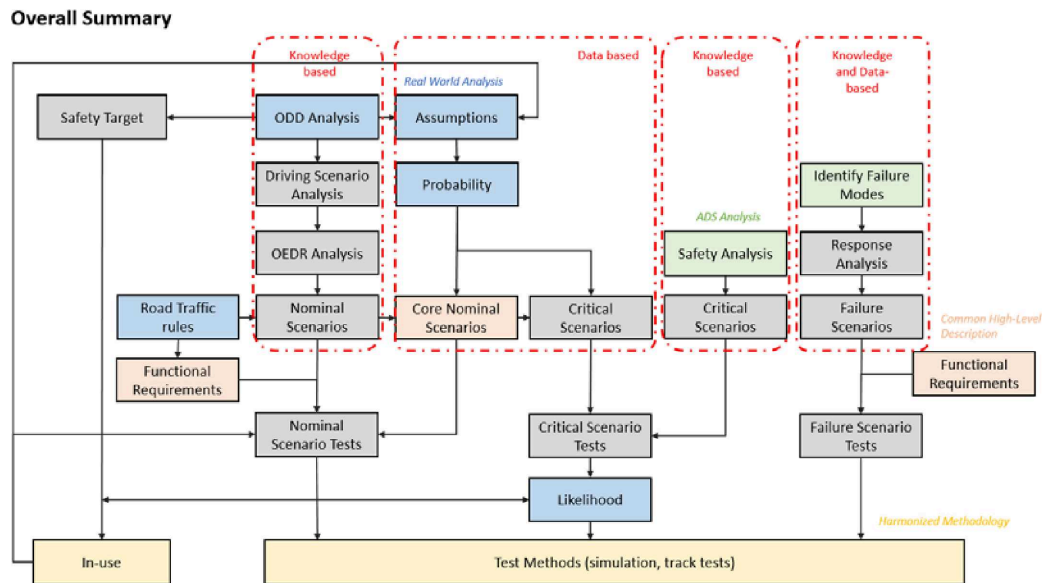 Overall Summary
Knowledge
based
Data based
Knowledge
based
Knowledge
and Data-
based
Real World Analysis
Safety Target
ODD Analysis
Assumptions
Driving Scenario
Analysis
Probability
Identify Failure
Modes
ADS Analysis
OEDR Analysis
Safety Analysis
Response
Analysis
Road Traffic
rules
Nominal
Scenarios
Core Nominal
Scenarios
Critical
Scenarios
Critical
Scenarios
Failure
Scenarios
Common High-Level
Description
Functional
Requirements
Functional
Requirements
Nominal
Scenario Tests
Critical Scenario
Tests
Failure Scenario
Tests
Likelihood
Harmonized Methodology
In-use
Test Methods (simulation, track tests)